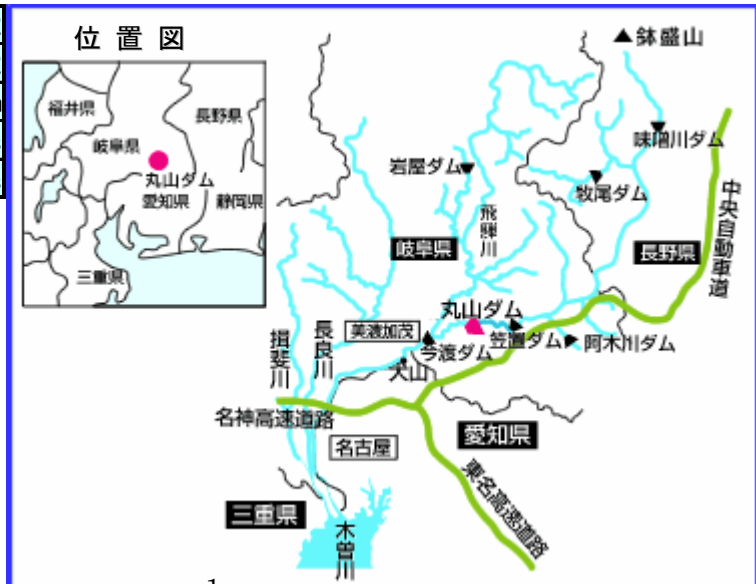 位置図
福井県
長野県
岐阜県
丸山ダム
愛知県
静岡県
三重県
鉢盛山
味噌川ダム
岩屋ダム
牧尾ダム
中央自動車道
飛騨川
岐阜県
長野県
丸山ダム
美濃加茂
今渡ダム
笠置ダム
阿木川ダム
犬山
揖斐川
長良川
名神高速道路
名古屋
愛知県
東名高速道路
三重県
木曽川
1